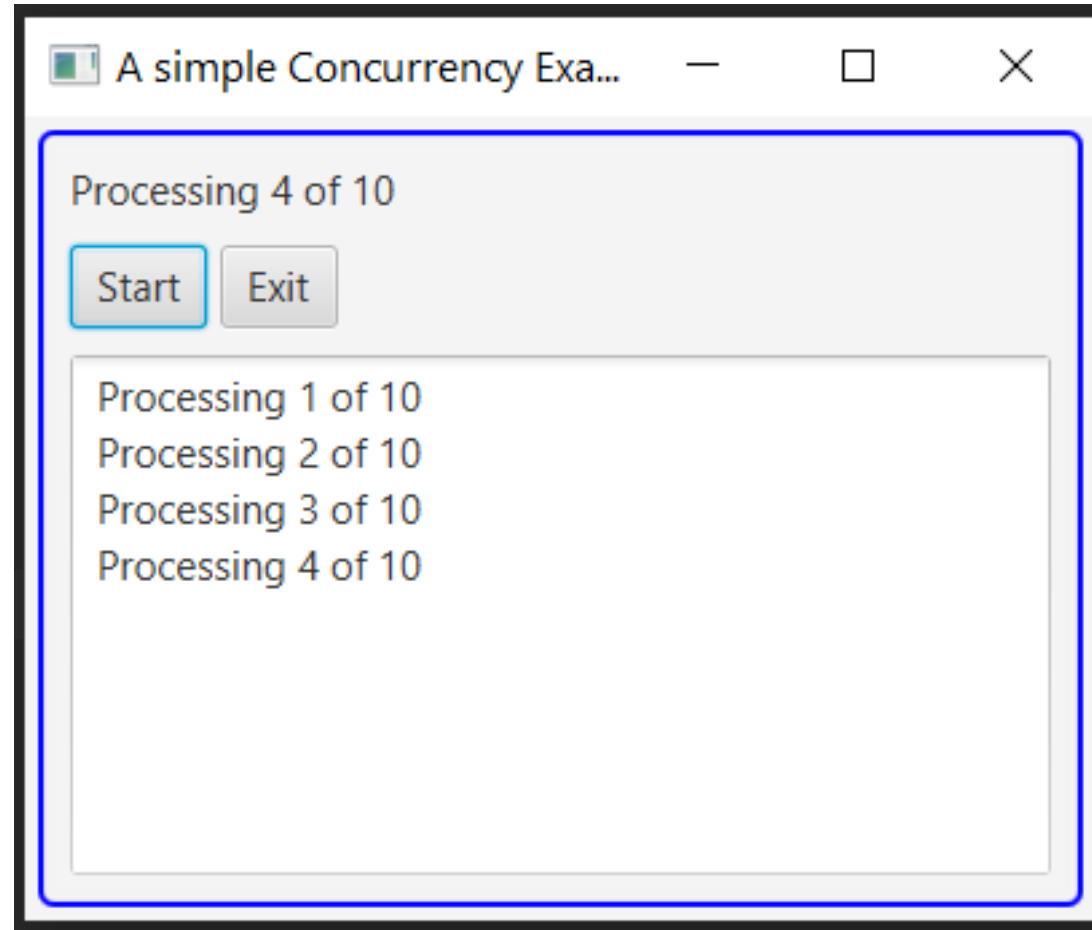 A simple Concurrency Exa...
Processing 4 of 10
Start Exit
Processing 1 of 10
Processing 2 of 10
Processing 3 of 10
Processing 4 of 10